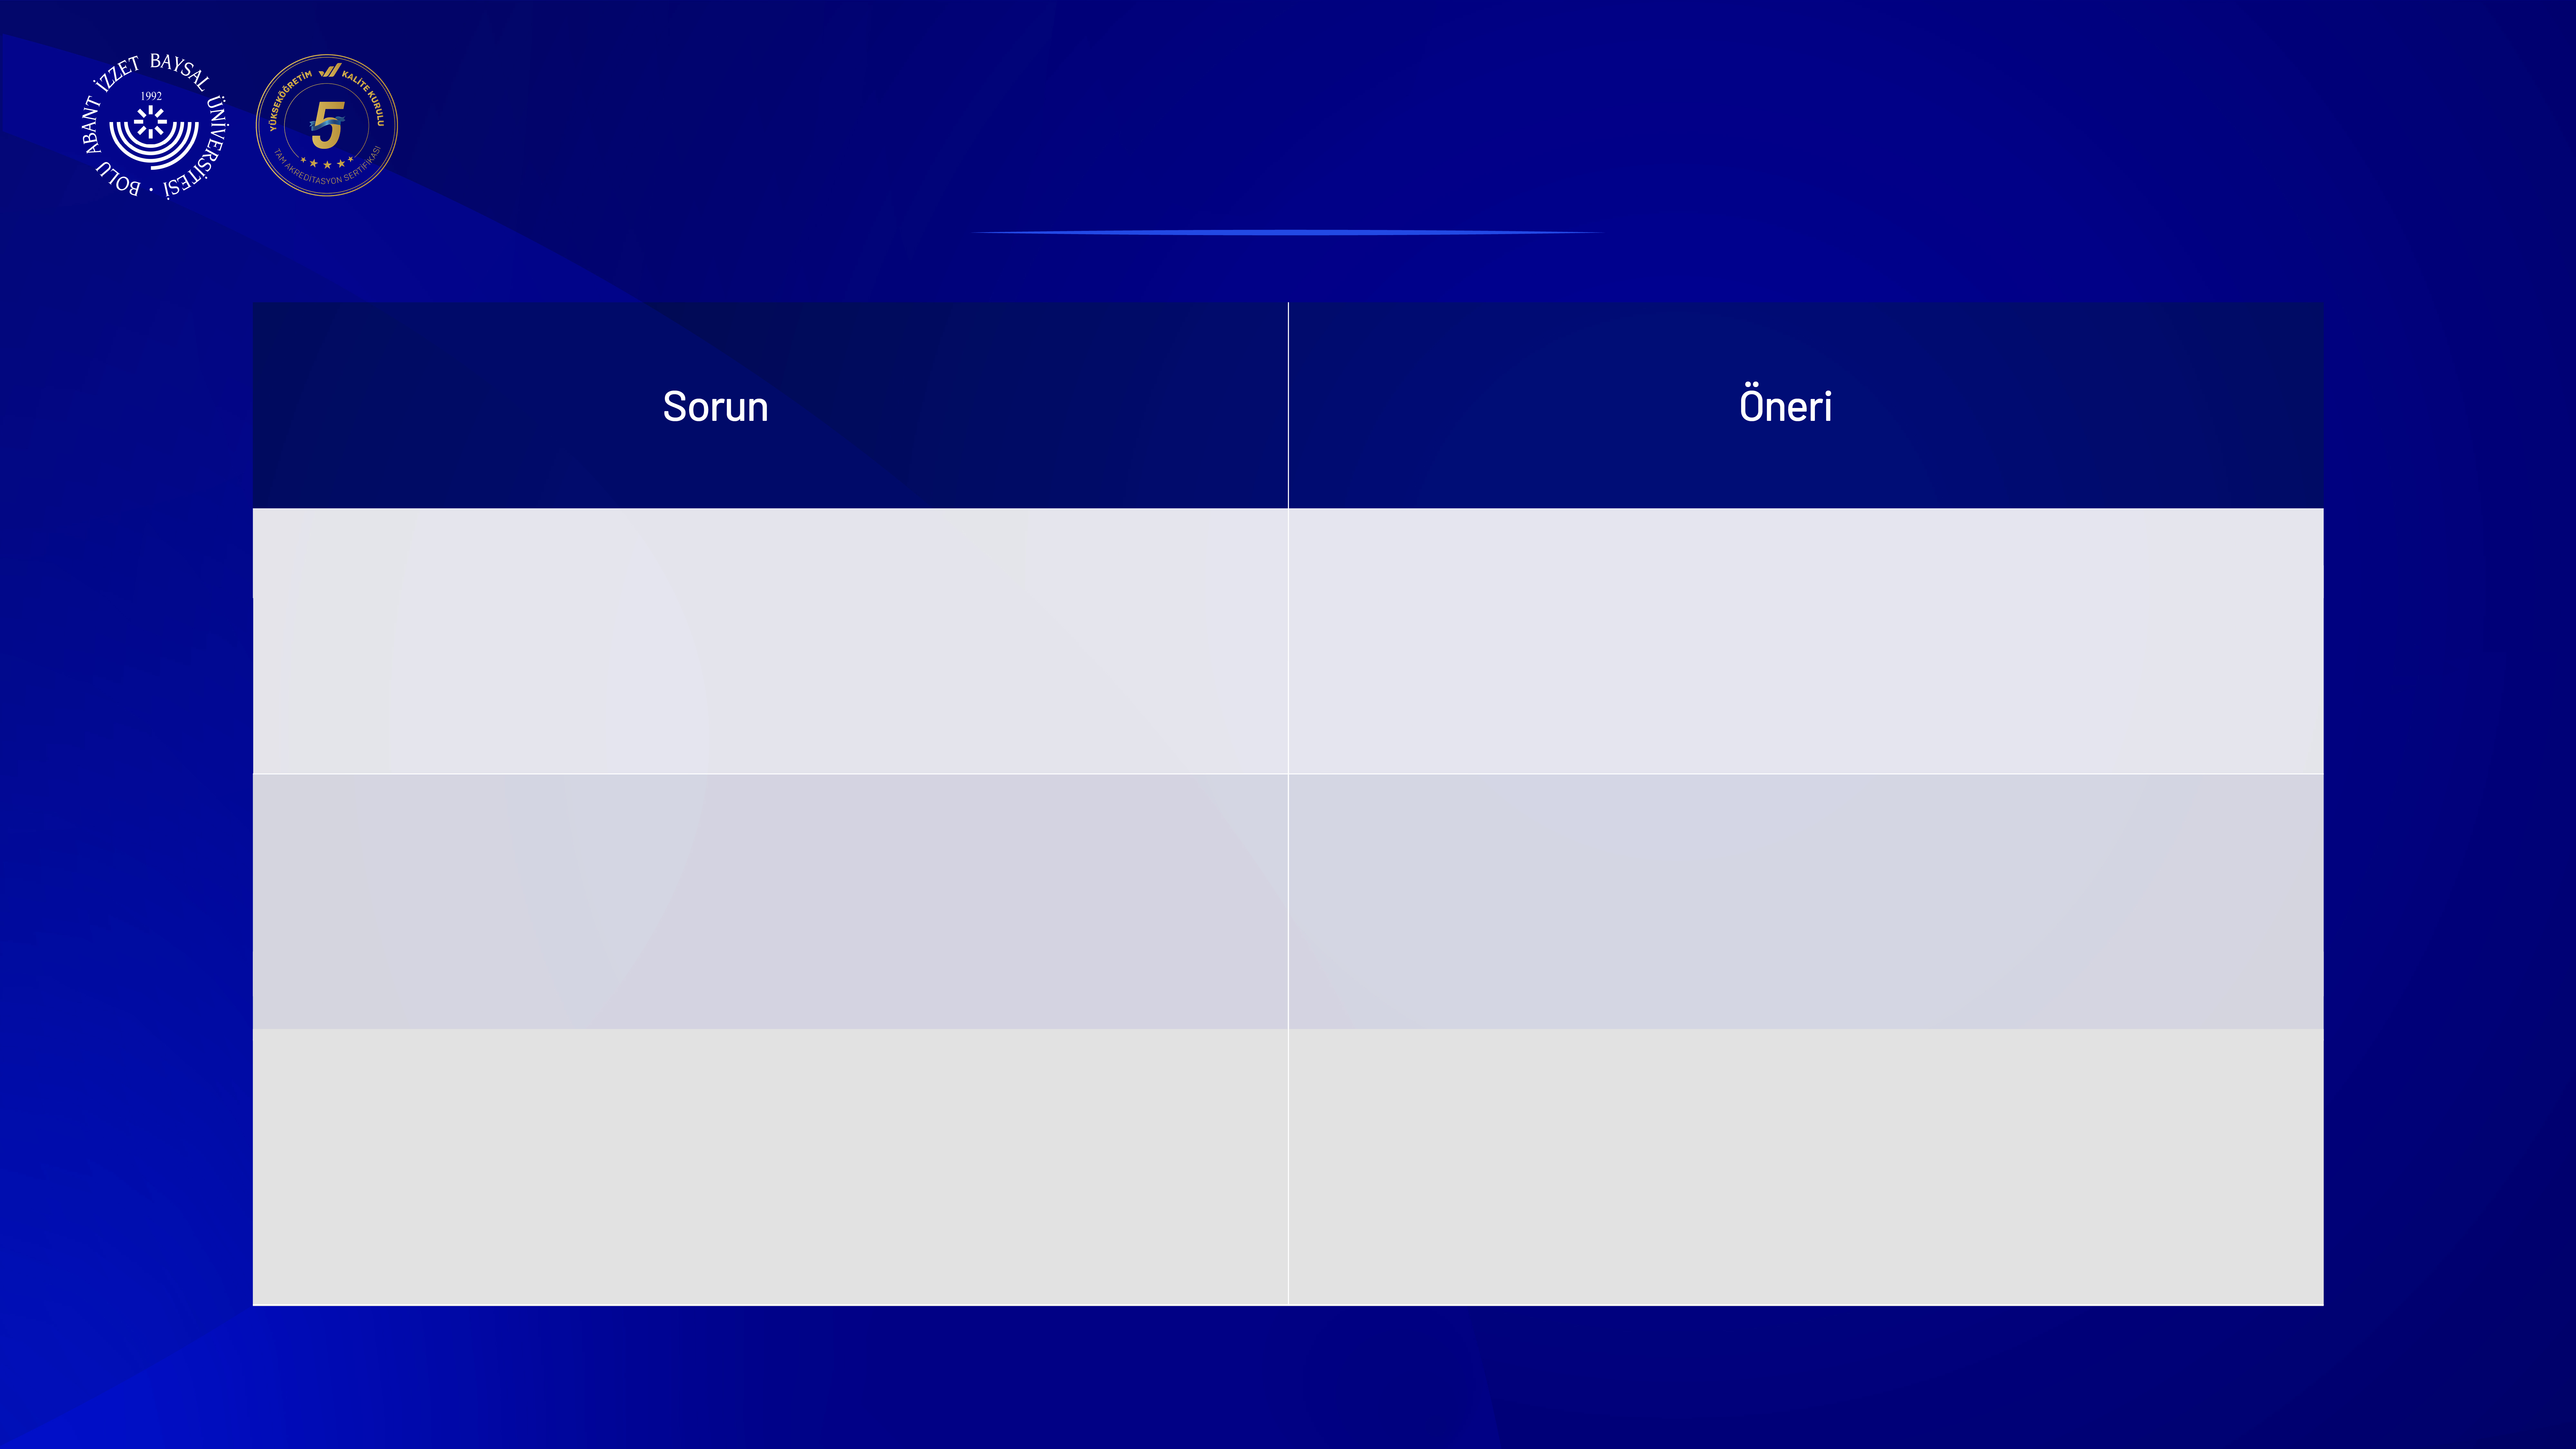 BOLU ABANT İZZET BAYSAL ÜNİVERSİTESİ
1992
YÜKSEKÖĞRETİM KALİTE KURULU
5
TAM AKREDİTASYON SERTİFİKASI
Sorun Öneri